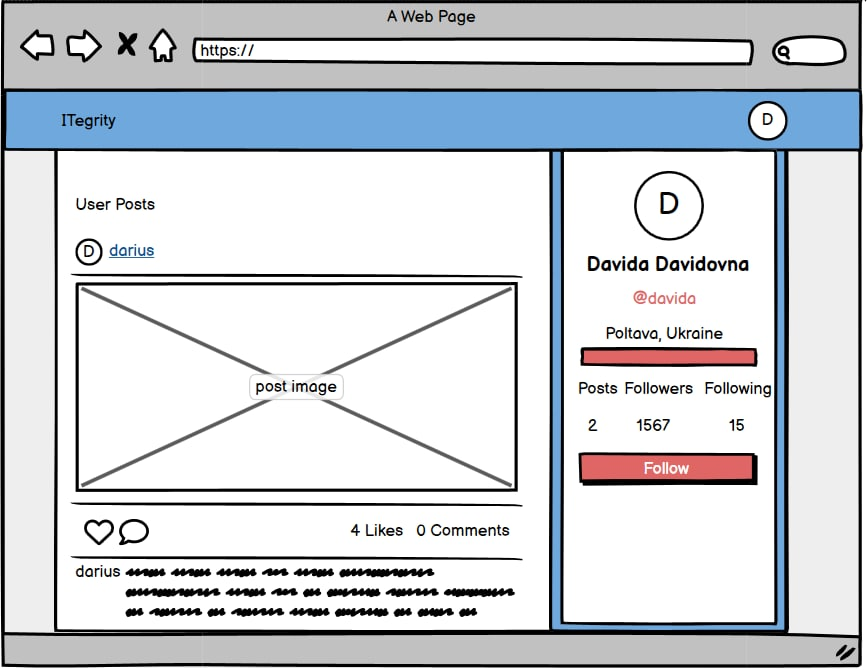 A Web Page
https://
ITegrity
D
User Posts
D darius
post image
4 Likes 0 Comments
darius
D
Davida Davidovna
@davida
Poltava, Ukraine
Posts Followers Following
2 1567 15
Follow